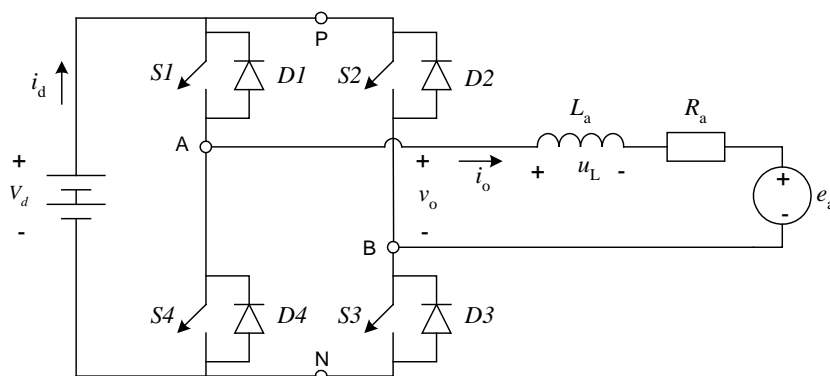 P
S1
D1
S2
D2
i_d
L_a
R_a
A
+
+
+
-
+
V_d
v_o
i_o
u_L
e_a
-
-
-
B
S4
D4
S3
D3
N